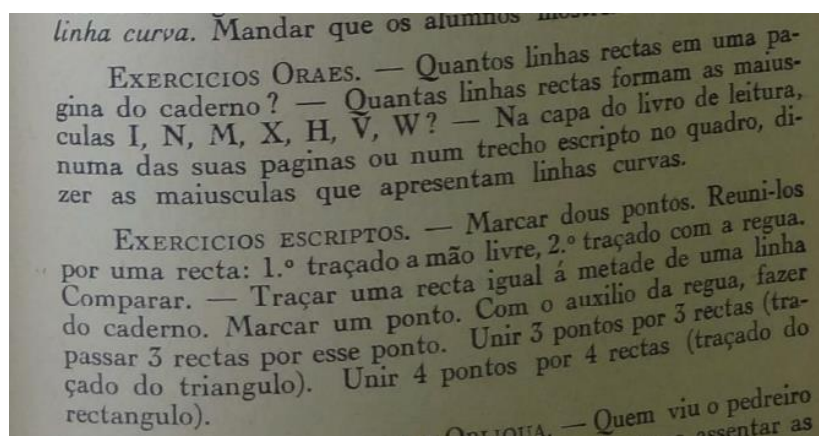 linha curva. Mandar que os alumnos
EXERCICIOS ORAES. — Quantos linhas rectas em uma pa-
gina do caderno? — Quantas linhas rectas formam as maius-
culas I, N, M, X, H, V, W? — Na capa do livro de leitura,
numa das suas paginas ou num trecho escripto no quadro, di-
zer as maiusculas que apresentam linhas curvas.
EXERCICIOS ESCRIPTOS. — Marcar dous pontos. Reuni-los
por uma recta: 1.º traçado a mão livre, 2.º traçado com a regua.
Comparar. — Traçar uma recta igual á metade de uma linha
do caderno. Marcar um ponto. Com o auxilio da regua, fazer
passar 3 rectas por esse ponto. Unir 3 pontos por 3 rectas (tra-
çado do triangulo). Unir 4 pontos por 4 rectas (traçado do
rectangulo).
OBLIQUA. — Quem viu o pedreiro
as